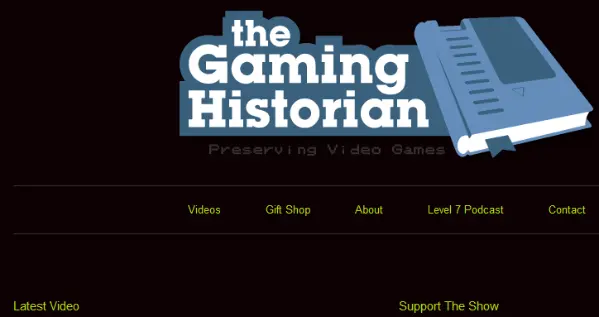 the
Gaming
Historian
Preserving Video Games
Videos Gift Shop About Level 7 Podcast Contact
Latest Video Support The Show